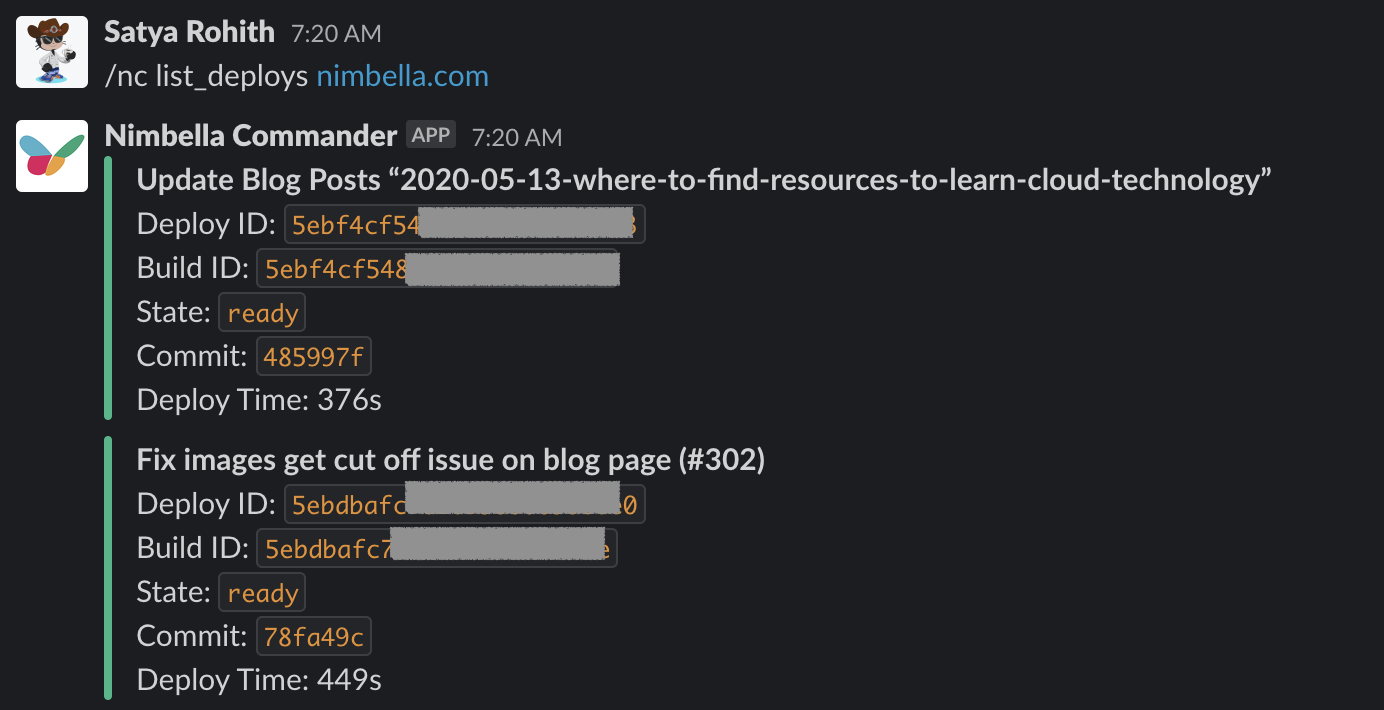 Satya Rohith 7:20 AM
/nc list_deploys nimbella.com
Nimbella Commander APP 7:20 AM
Update Blog Posts “2020-05-13-where-to-find-resources-to-learn-cloud-technology”
Deploy ID: 5ebf4cf54
Build ID: 5ebf4cf548
State: ready
Commit: 485997f
Deploy Time: 376s
Fix images get cut off issue on blog page (#302)
Deploy ID: 5ebdbafc
Build ID: 5ebdbafc7
State: ready
Commit: 78fa49c
Deploy Time: 449s